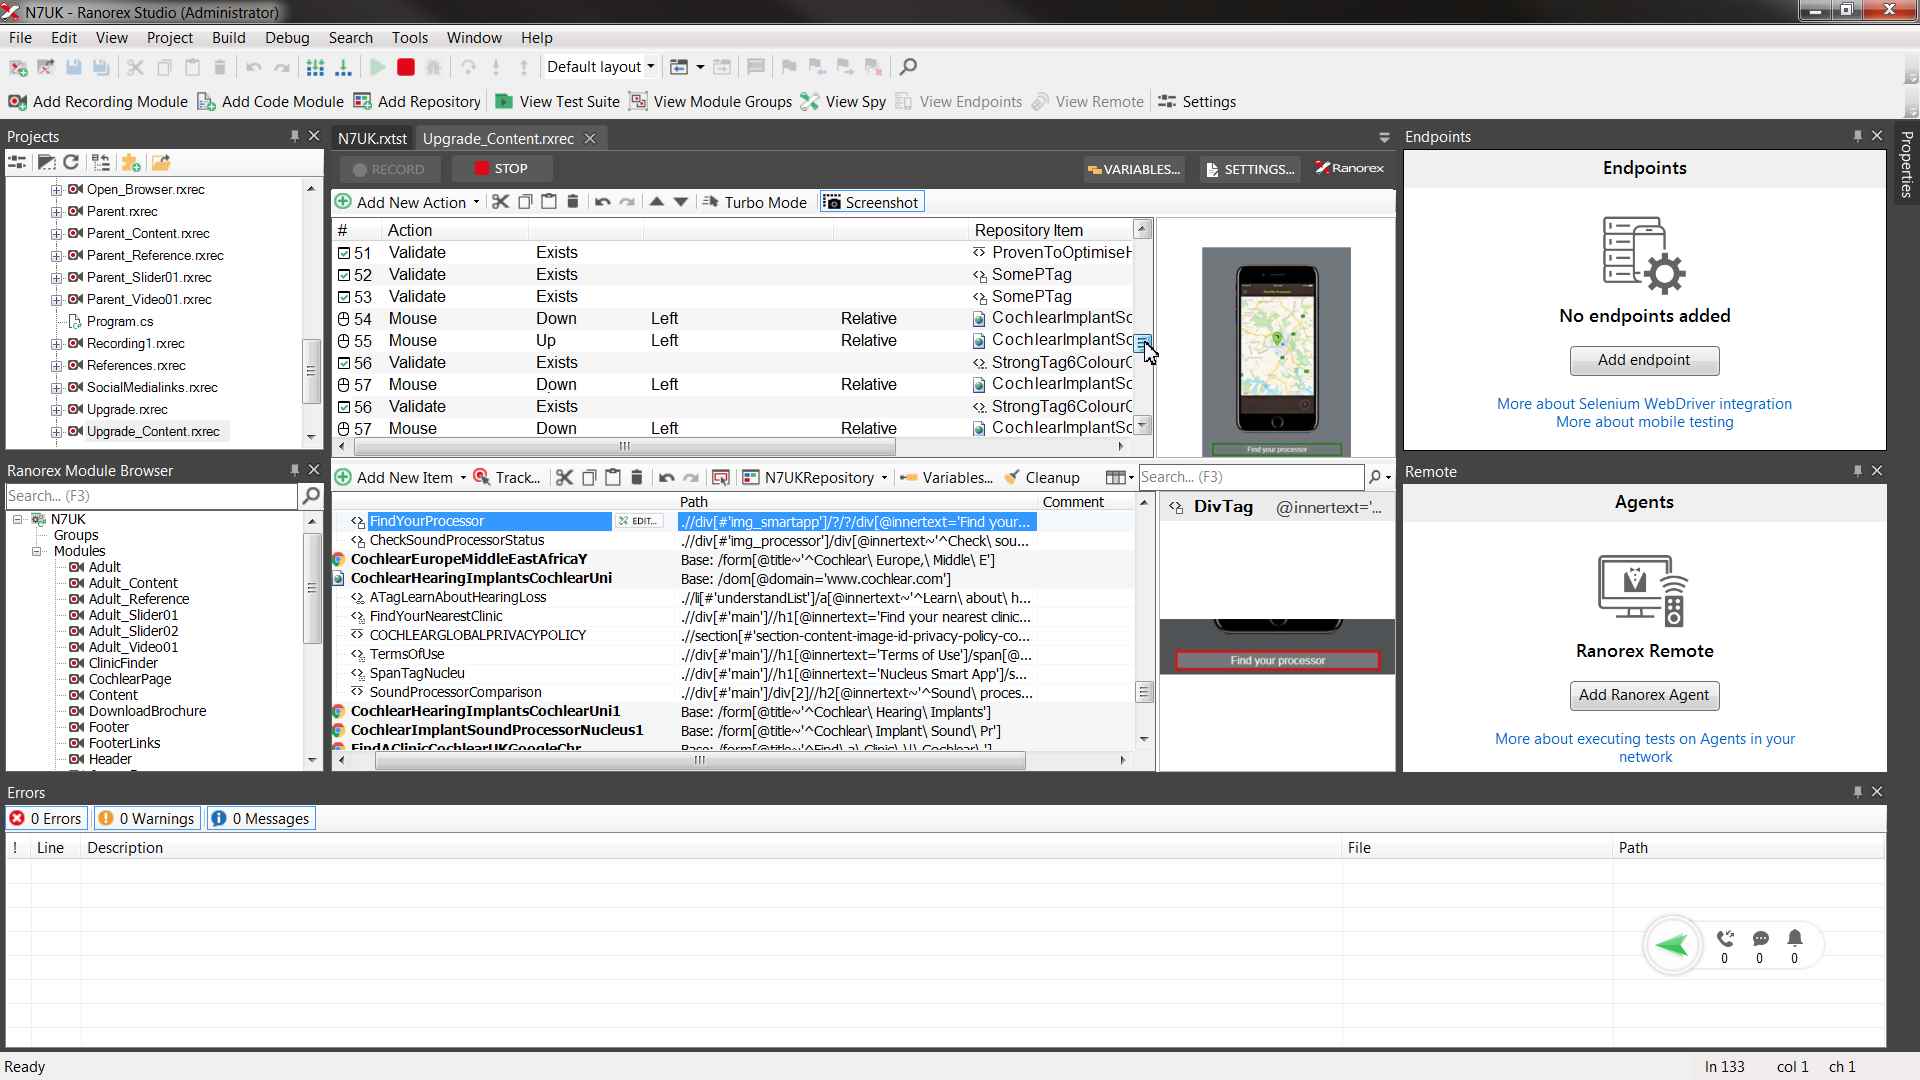 N7UK - Ranorex Studio (Administrator)
File Edit View Project Build Debug Search Tools Window Help
Default layout
Add Recording Module Add Code Module Add Repository View Test Suite View Module Groups View Spy View Endpoints View Remote Settings
Projects
Open_Browser.rxrec
Parent.rxrec
Parent_Content.rxrec
Parent_Reference.rxrec
Parent_Slider01.rxrec
Parent_Video01.rxrec
Program.cs
Recording1.rxrec
References.rxrec
SocialMedialinks.rxrec
Upgrade.rxrec
Upgrade_Content.rxrec
Ranorex Module Browser
Search... (F3)
N7UK
Groups
Modules
Adult
Adult_Content
Adult_Reference
Adult_Slider01
Adult_Slider02
Adult_Video01
ClinicFinder
CochlearPage
Content
DownloadBrochure
Footer
FooterLinks
Header
N7UK.rxtst Upgrade_Content.rxrec
RECORD STOP VARIABLES... SETTINGS... Ranorex
Add New Action Turbo Mode Screenshot
# Action Repository Item
51 Validate Exists ProvenToOptimiseH
52 Validate Exists SomePTag
53 Validate Exists SomePTag
54 Mouse Down Left Relative CochlearImplantSo
55 Mouse Up Left Relative CochlearImplantSo
56 Validate Exists StrongTag6ColourO
57 Mouse Down Left Relative CochlearImplantSo
56 Validate Exists StrongTag6ColourO
57 Mouse Down Left Relative CochlearImplantSo
Find your processor
Add New Item Track... N7UKRepository Variables... Cleanup Search... (F3)
Path Comment
FindYourProcessor EDIT... .//div[#'img_smartapp']/?/?/div[@innertext='Find your...
CheckSoundProcessorStatus .//div[#'img_processor']/div[@innertext~'^Check\ sou...
CochlearEuropeMiddleEastAfricaY Base: /form[@title~'^Cochlear\ Europe,\ Middle\ E']
CochlearHearingImplantsCochlearUni Base: /dom[@domain='www.cochlear.com']
ATagLearnAboutHearingLoss .//li[#'understandList']/a[@innertext~'^Learn\ about\ h...
FindYourNearestClinic .//div[#'main']//h1[@innertext='Find your nearest clinic...
COCHLEARGLOBALPRIVACYPOLICY .//section[#'section-content-image-id-privacy-policy-co...
TermsOfUse .//div[#'main']//h1[@innertext='Terms of Use']/span[@...
SpanTagNucleu .//div[#'main']//h1[@innertext='Nucleus Smart App']/s...
SoundProcessorComparison .//div[#'main']/div[2]//h2[@innertext~'^Sound\ proces...
CochlearHearingImplantsCochlearUni1 Base: /form[@title~'^Cochlear\ Hearing\ Implants']
CochlearImplantSoundProcessorNucleus1 Base: /form[@title~'^Cochlear\ Implant\ Sound\ Pr']
FindAClinicCochlearUKGoogleChr Base: /form[@title~'^Find\ a\ Clinic\ \|\ Cochlear\ ']
DivTag @innertext='...
Find your processor
Endpoints
Endpoints
No endpoints added
Add endpoint
More about Selenium WebDriver integration
More about mobile testing
Remote
Agents
Ranorex Remote
Add Ranorex Agent
More about executing tests on Agents in your
network
Properties
Errors
0 Errors 0 Warnings 0 Messages
! Line Description File Path
0 0 0
Ready ln 133 col 1 ch 1